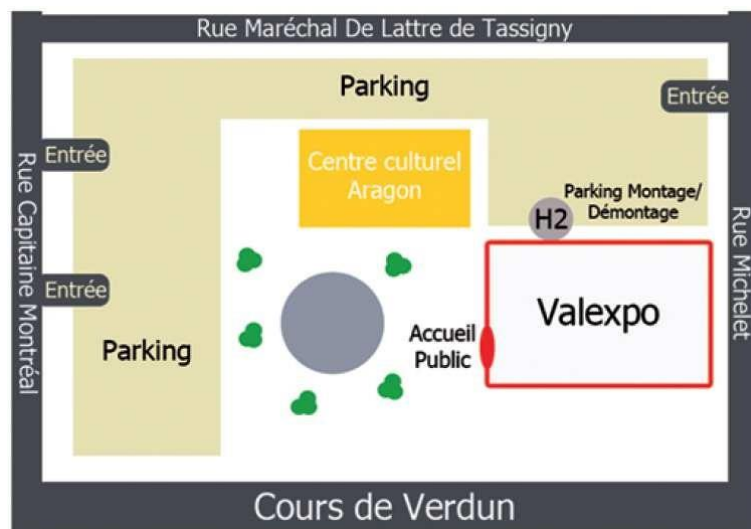 Rue Maréchal De Lattre de Tassigny
Parking
Entrée
Entrée
Centre culturel
Aragon
Parking Montage/
Démontage
H2
Rue Capitaine Montréal
Rue Michelet
Entrée
Valexpo
Accueil
Public
Parking
Cours de Verdun